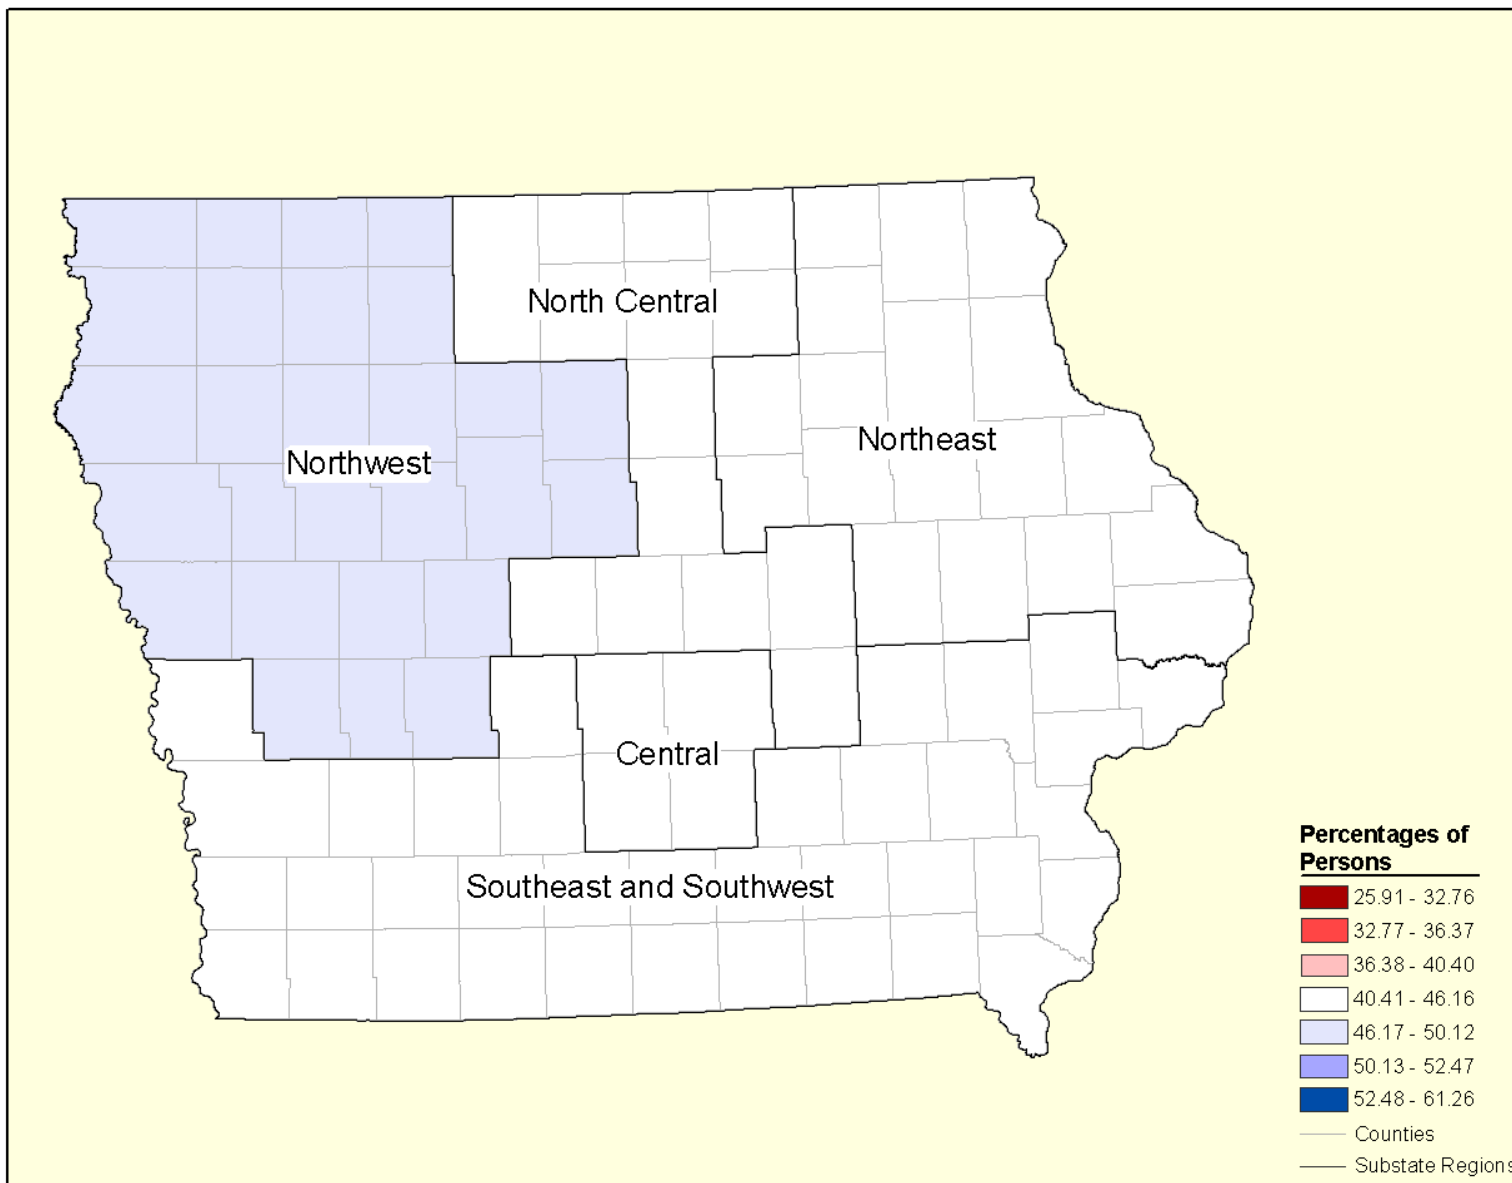 North Central
Northeast
Northwest
Central
Southeast and Southwest
Percentages of
Persons
25.91 - 32.76
32.77 - 36.37
36.38 - 40.40
40.41 - 46.16
46.17 - 50.12
50.13 - 52.47
52.48 - 61.26
Counties
Substate Regions